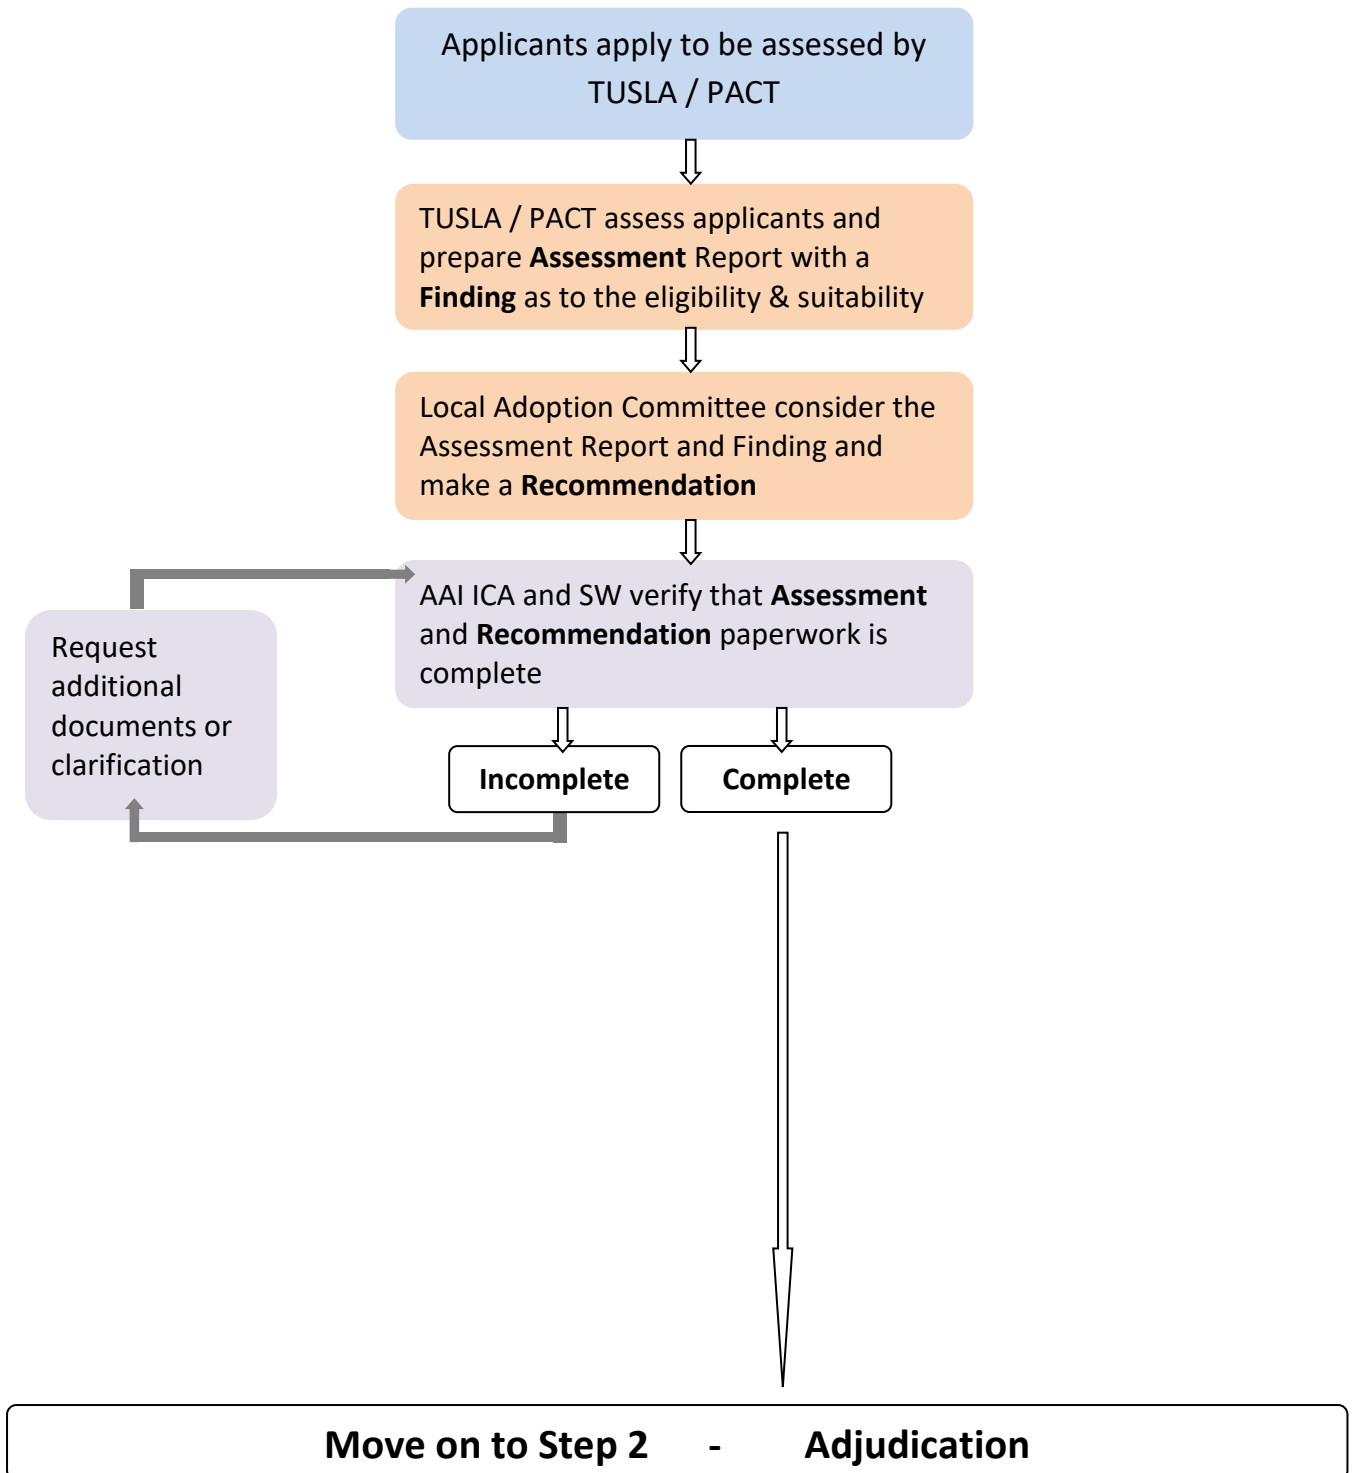 Applicants apply to be assessed by
TUSLA / PACT
TUSLA / PACT assess applicants and
prepare Assessment Report with a
Finding as to the eligibility & suitability
Local Adoption Committee consider the
Assessment Report and Finding and
make a Recommendation
AAI ICA and SW verify that Assessment
and Recommendation paperwork is
complete
Request
additional
documents or
clarification
Incomplete
Complete
Move on to Step 2 - Adjudication